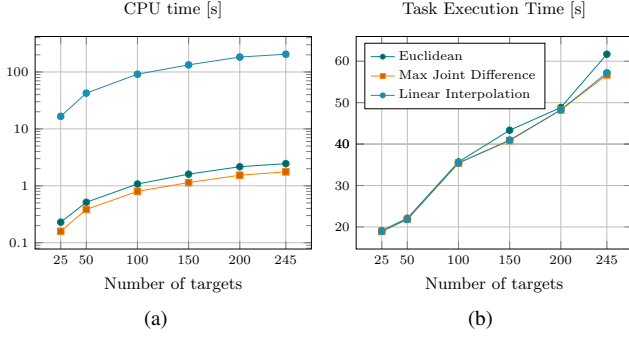 CPU time [s]
100
10
1
0.1
25 50 100 150 200 245
Number of targets
(a)
Task Execution Time [s]
Euclidean
Max Joint Difference
Linear Interpolation
60
50
40
30
20
25 50 100 150 200 245
Number of targets
(b)